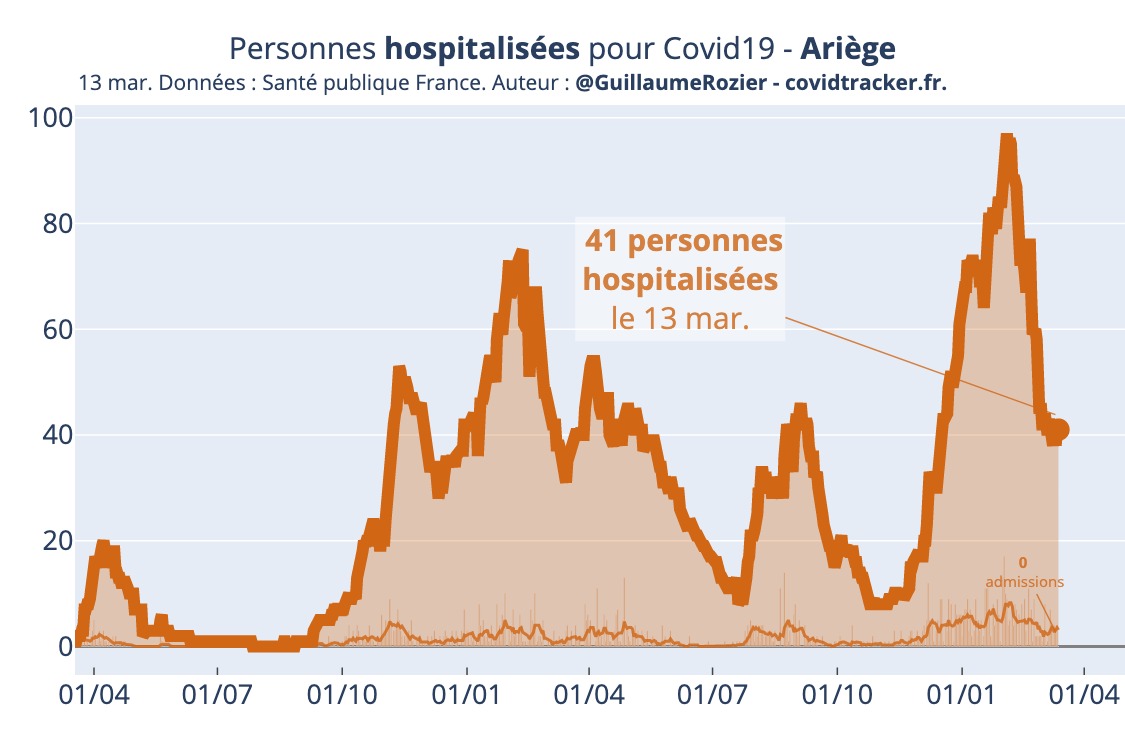 Personnes hospitalisées pour Covid19 - Ariège
13 mar. Données : Santé publique France. Auteur : @GuillaumeRozier - covidtracker.fr.
100
80
60
40
20
0
41 personnes
hospitalisées
le 13 mar.
0
admissions
01/04
01/07
01/10
01/01
01/04
01/07
01/10
01/01
01/04